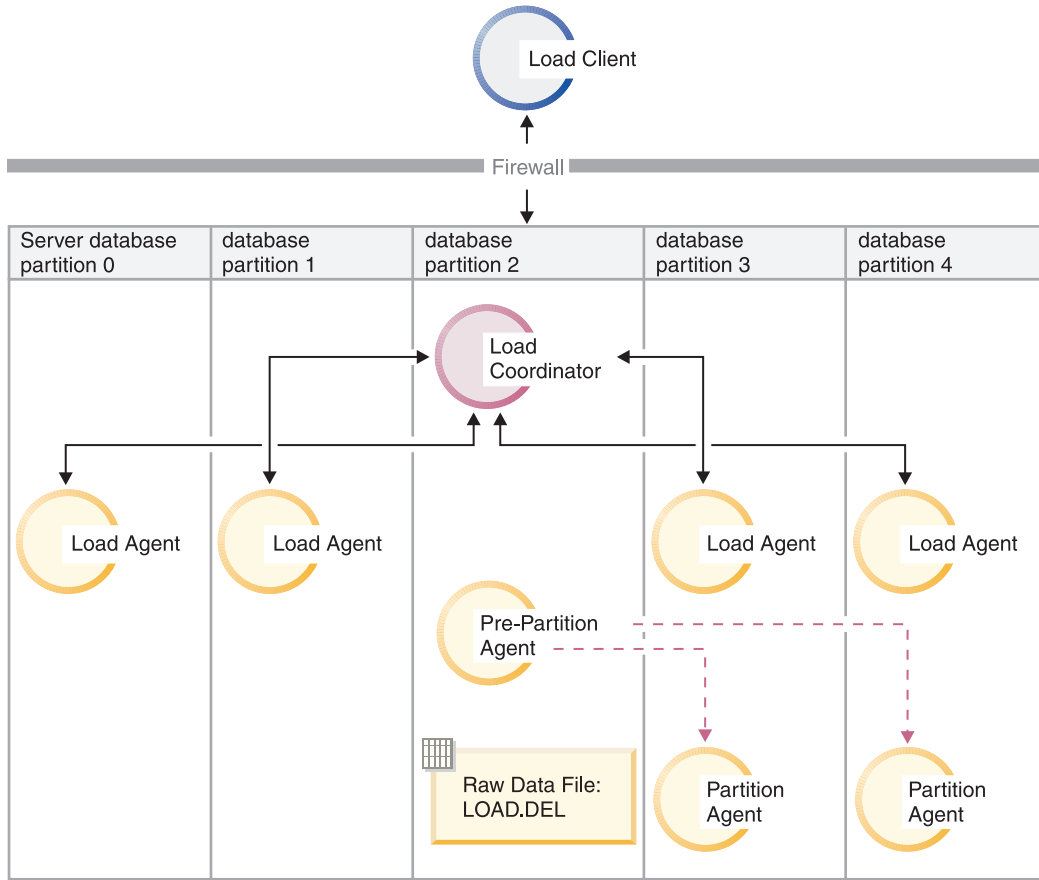 Load Client
Firewall
Server database
partition 0
database
partition 1
database
partition 2
database
partition 3
database
partition 4
Load
Coordinator
Load Agent
Load Agent
Load Agent
Load Agent
Pre-Partition
Agent
Raw Data File:
LOAD.DEL
Partition
Agent
Partition
Agent